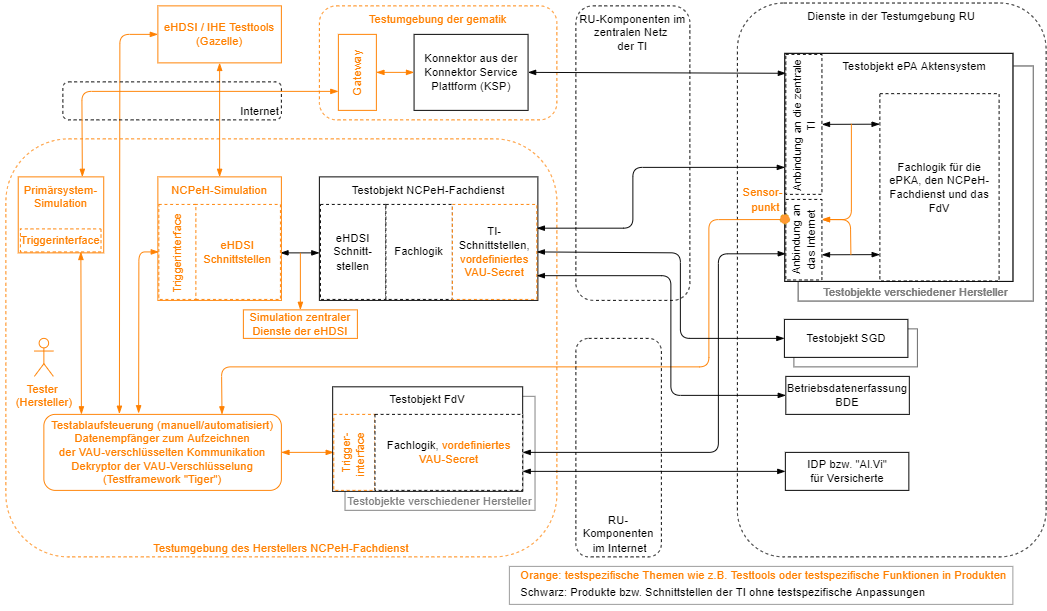 eHDSI / IHE Testtools
(Gazelle)
Testumgebung der gematik
Gateway
Konnektor aus der
Konnektor Service
Plattform (KSP)
RU-Komponenten im
zentralen Netz
der TI
Dienste in der Testumgebung RU
Testobjekt ePA Aktensystem
Anbindung an die zentrale
TI
Anbindung an
das Internet
Fachlogik für die
ePKA, den NCPeH-
Fachdienst und das
FdV
Testobjekte verschiedener Hersteller
Sensor-
punkt
Internet
Primärsystem-
Simulation
Triggerinterface
NCPeH-Simulation
Triggerinterface
eHDSI
Schnittstellen
Testobjekt NCPeH-Fachdienst
eHDSI
Schnitt-
stellen
Fachlogik
TI-
Schnittstellen,
vordefiniertes
VAU-Secret
Simulation zentraler
Dienste der eHDSI
Testobjekt SGD
Tester
(Hersteller)
Betriebsdatenerfassung
BDE
Testobjekt FdV
Trigger-
interface
Fachlogik, vordefiniertes
VAU-Secret
Testobjekte verschiedener Hersteller
Testablaufsteuerung (manuell/automatisiert)
Datenempfänger zum Aufzeichnen
der VAU-verschlüsselten Kommunikation
Dekryptor der VAU-Verschlüsselung
(Testframework "Tiger")
IDP bzw. "AI.Vi"
für Versicherte
RU-
Komponenten
im Internet
Testumgebung des Herstellers NCPeH-Fachdienst
Orange: testspezifische Themen wie z.B. Testtools oder testspezifische Funktionen in Produkten
Schwarz: Produkte bzw. Schnittstellen der TI ohne testspezifische Anpassungen